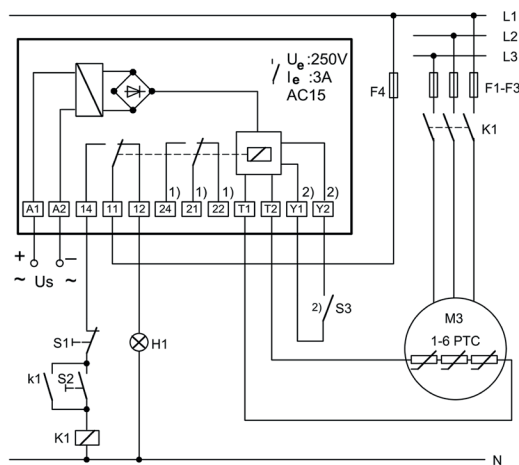 L1
L2
L3
Ue :250V
Ie :3A
AC15
F4
F1-F3
K1
1) 1) 1) 2) 2)
A1 A2 14 11 12 24 21 22 T1 T2 Y1 Y2
+ −
~ Us ~
2) S3
M3
1-6 PTC
S1
H1
k1 S2
K1
N